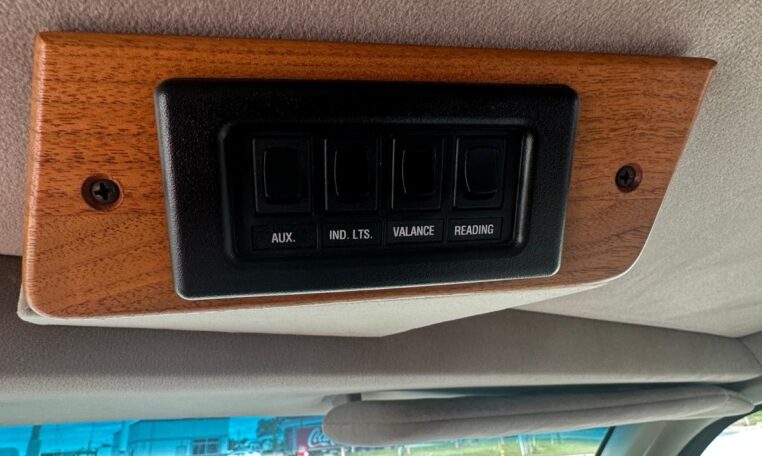 AUX. IND. LTS. VALANCE READING